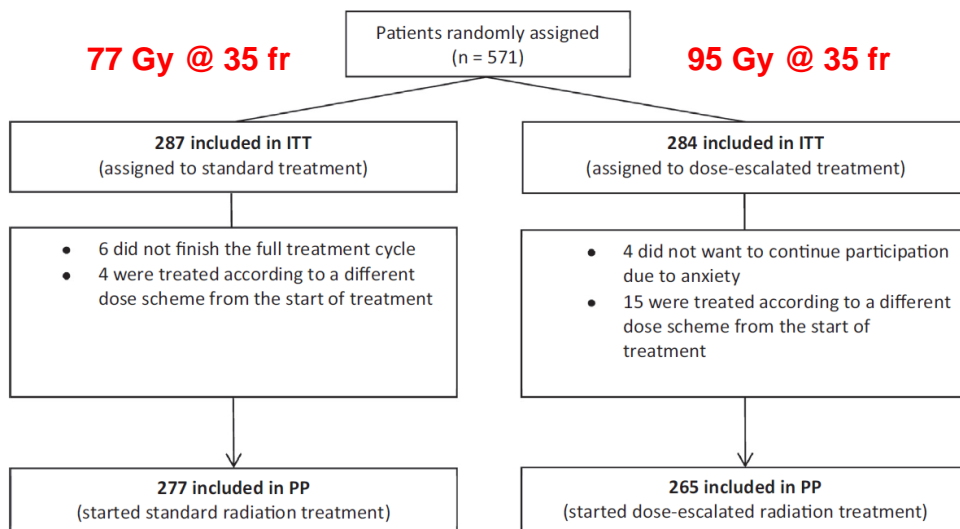 Patients randomly assigned
(n = 571)
77 Gy @ 35 fr
95 Gy @ 35 fr
287 included in ITT
(assigned to standard treatment)
284 included in ITT
(assigned to dose-escalated treatment)
• 6 did not finish the full treatment cycle
• 4 were treated according to a different
dose scheme from the start of treatment
• 4 did not want to continue participation
due to anxiety
• 15 were treated according to a different
dose scheme from the start of
treatment
277 included in PP
(started standard radiation treatment)
265 included in PP
(started dose-escalated radiation treatment)